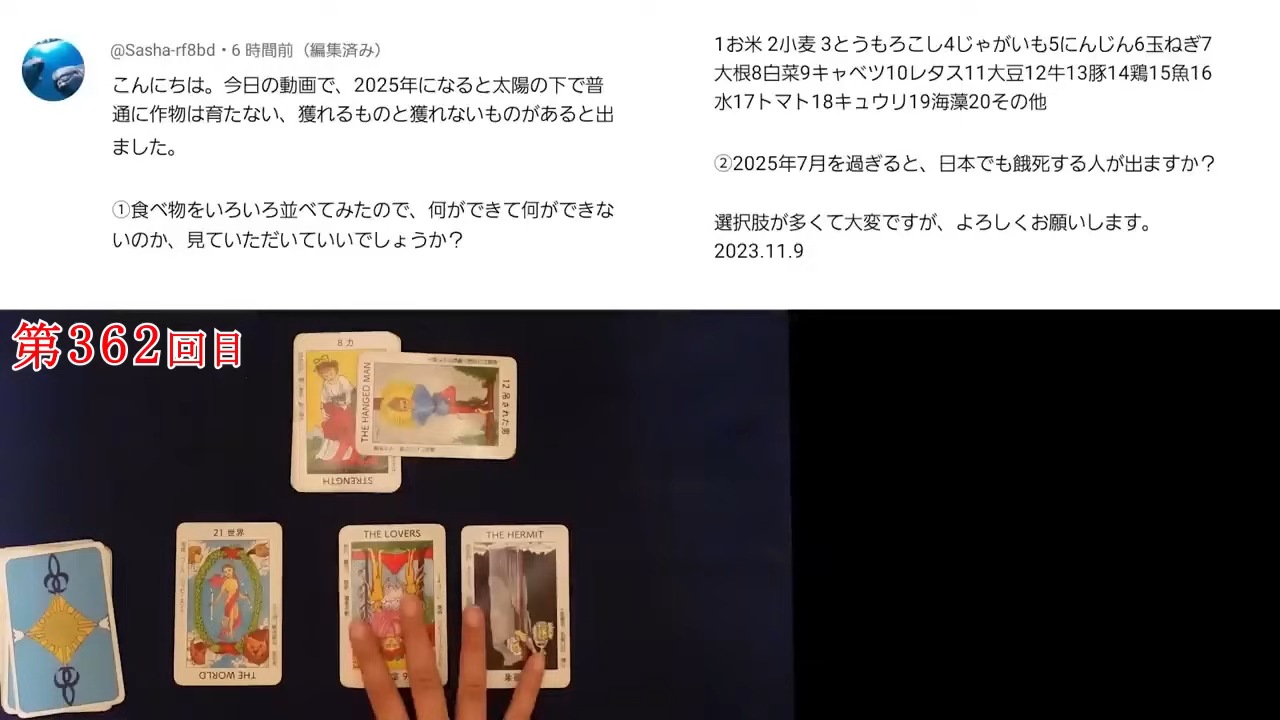 @Sasha-rf8bd・6 時間前（編集済み）
こんにちは。今日の動画で、2025年になると太陽の下で普
通に作物は育たない、獲れるものと獲れないものがあると出
ました。
①食べ物をいろいろ並べてみたので、何ができて何ができな
いのか、見ていただいていいでしょうか？
1お米 2小麦 3とうもろこし4じゃがいも5にんじん6玉ねぎ7
大根8白菜9キャベツ10レタス11大豆12牛13豚14鶏15魚16
水17トマト18キュウリ19海藻20その他
②2025年7月を過ぎると、日本でも餓死する人が出ますか？
選択肢が多くて大変ですが、よろしくお願いします。
2023.11.9
第362回目
8 力
STRENGTH
THE HANGED MAN
12 吊された男
21 世界
THE WORLD
THE LOVERS
THE HERMIT